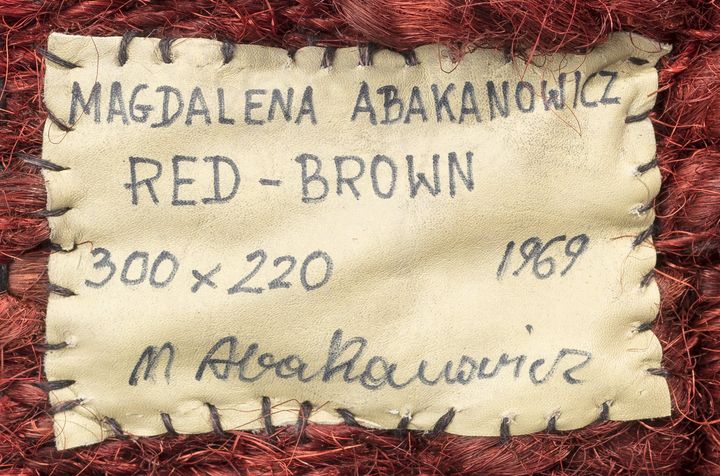 MAGDALENA ABAKANOWICZ
RED - BROWN
300 x 220 1969
M Abakanowicz